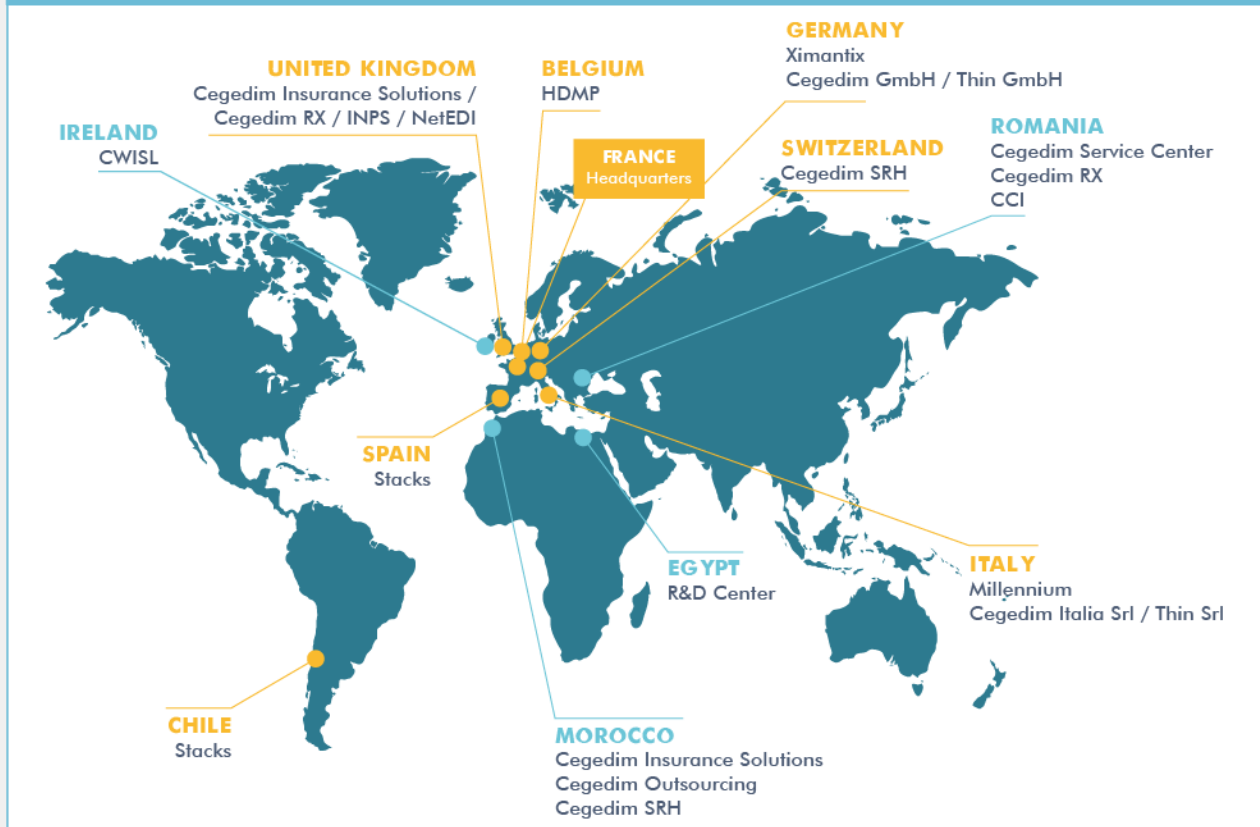 GERMANY
Ximantix
Cegedim GmbH / Thin GmbH
UNITED KINGDOM
Cegedim Insurance Solutions /
Cegedim RX / INPS / NetEDI
BELGIUM
HDMP
IRELAND
CWISL
FRANCE
Headquarters
SWITZERLAND
Cegedim SRH
ROMANIA
Cegedim Service Center
Cegedim RX
CCI
SPAIN
Stacks
EGYPT
R&D Center
ITALY
Millennium
Cegedim Italia Srl / Thin Srl
CHILE
Stacks
MOROCCO
Cegedim Insurance Solutions
Cegedim Outsourcing
Cegedim SRH